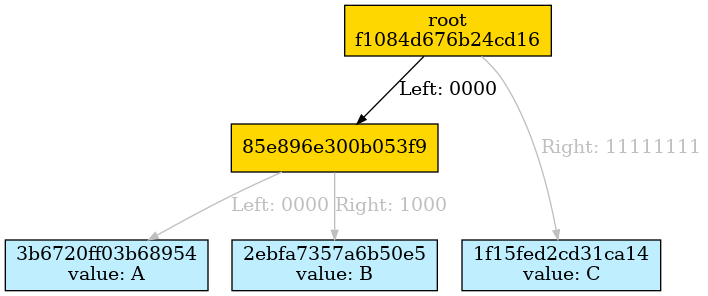 root
f1084d676b24cd16
Left: 0000
85e896e300b053f9
Right: 11111111
Left: 0000
Right: 1000
3b6720ff03b68954
value: A
2ebfa7357a6b50e5
value: B
1f15fed2cd31ca14
value: C